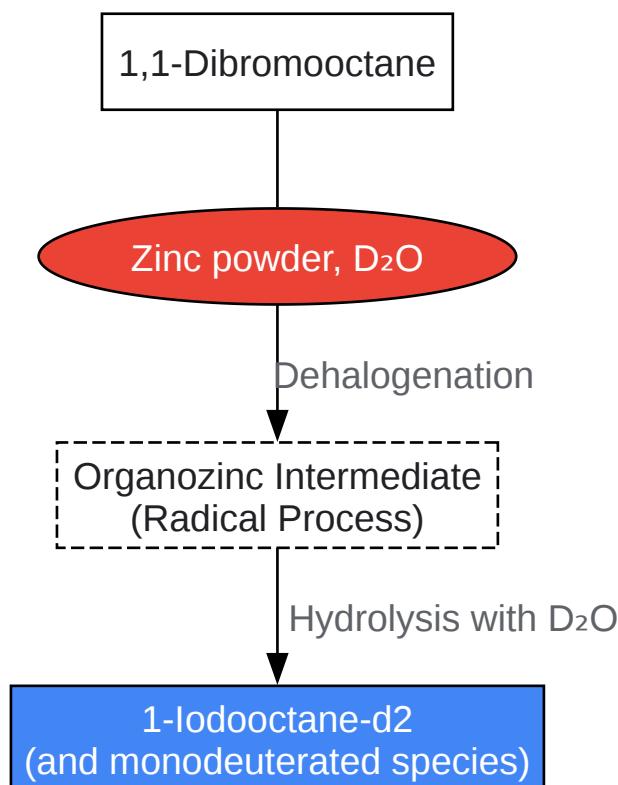 1,1-Dibromooctane
Zinc powder, D₂O
Dehalogenation
Organozinc Intermediate
(Radical Process)
Hydrolysis with D₂O
1-Iodooctane-d2
(and monodeuterated species)